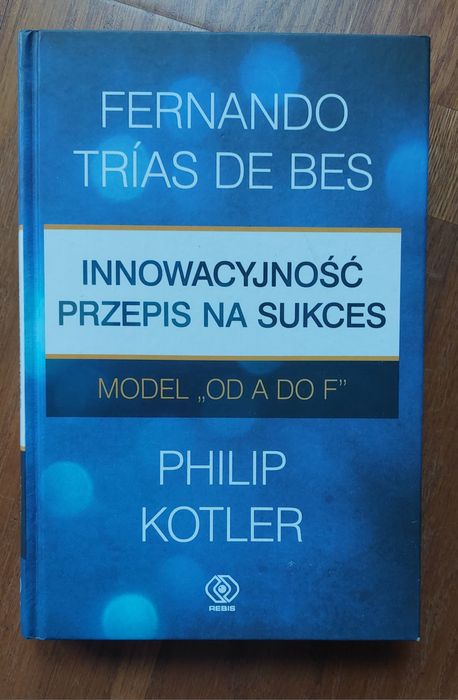 FERNANDO
TRÍAS DE BES
INNOWACYJNOŚĆ
PRZEPIS NA SUKCES
MODEL „OD A DO F”
PHILIP
KOTLER
REBIS